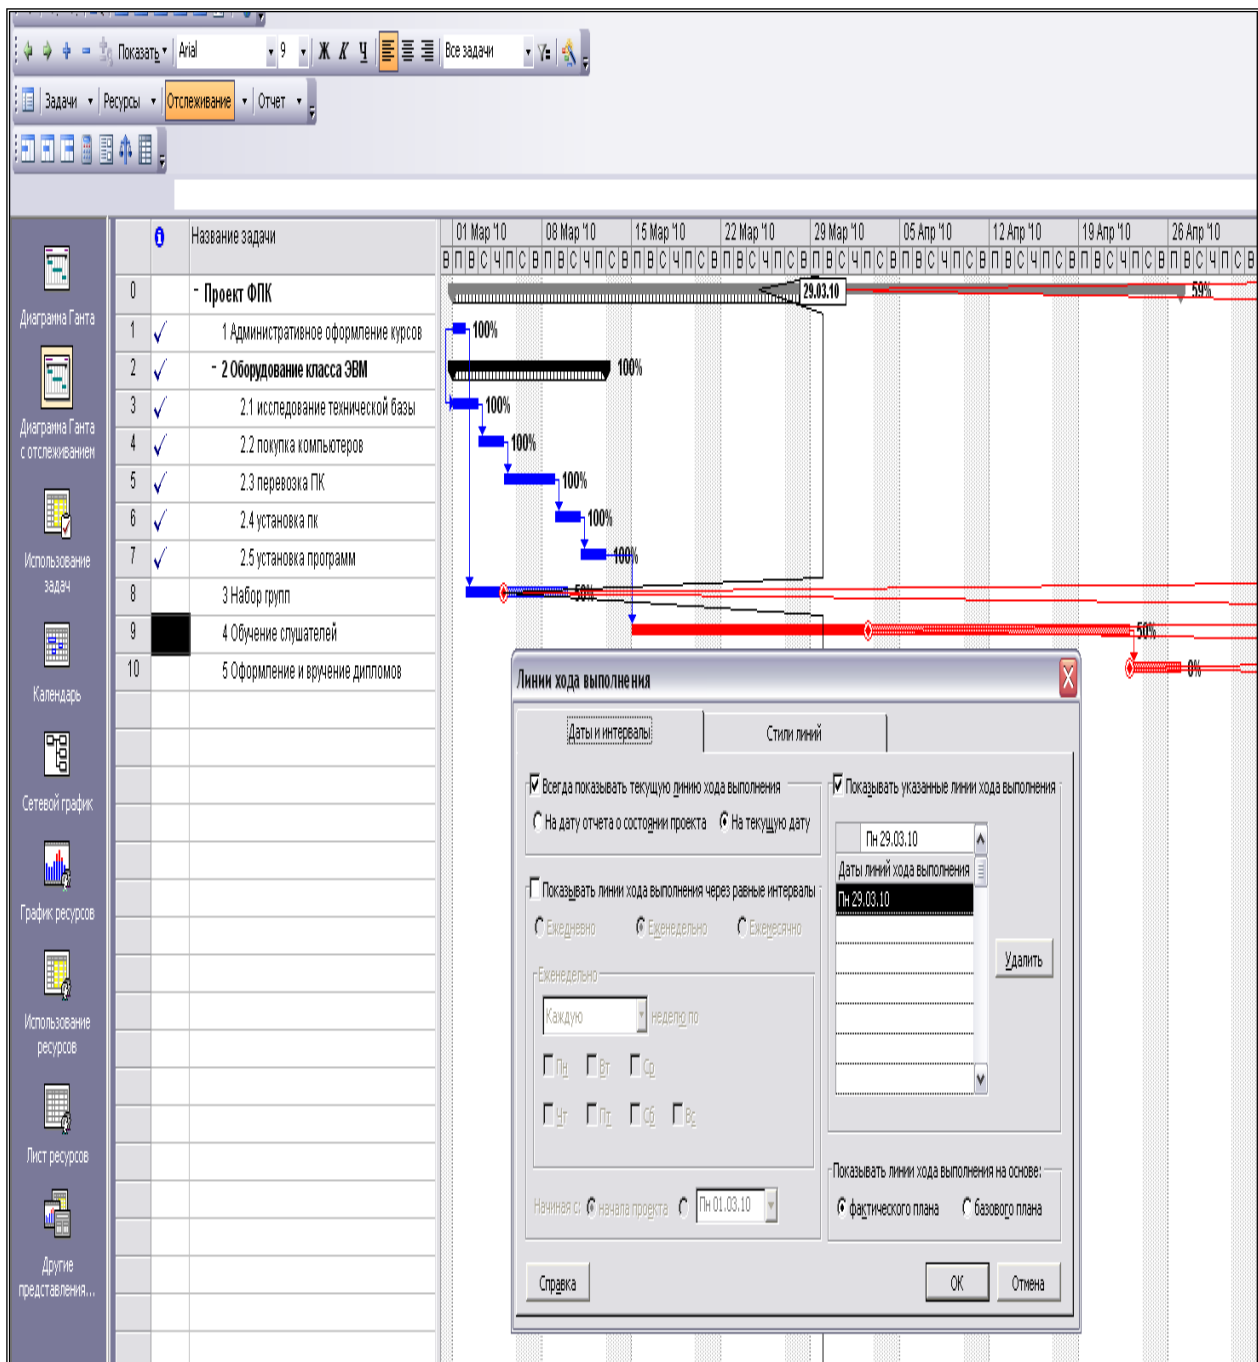 Показать Arial 9 Ж К Ч Все задачи
Задачи Ресурсы Отслеживание Отчет
Название задачи
01 Мар '10 08 Мар '10 15 Мар '10 22 Мар '10 29 Мар '10 05 Апр '10 12 Апр '10 19 Апр '10 26 Апр '10
В П В С Ч П С В П В С Ч П С В П В С Ч П С В П В С Ч П С В П В С Ч П С В П В С Ч П С В П В С Ч П С В П В С Ч П С В П В С Ч П С В
0 - Проект ФПК 29.03.10 59%
1 1 Административное оформление курсов 100%
2 - 2 Оборудование класса ЭВМ 100%
3 2.1 исследование технической базы 100%
4 2.2 покупка компьютеров 100%
5 2.3 перевозка ПК 100%
6 2.4 установка пк 100%
7 2.5 установка программ 100%
8 3 Набор групп 50%
9 4 Обучение слушателей 50%
10 5 Оформление и вручение дипломов 0%
Диаграмма Ганта
Диаграмма Ганта
с отслеживанием
Использование
задач
Календарь
Сетевой график
График ресурсов
Использование
ресурсов
Лист ресурсов
Другие
представления...
Линии хода выполнения
Даты и интервалы Стили линий
Всегда показывать текущую линию хода выполнения
На дату отчета о состоянии проекта На текущую дату
Показывать линии хода выполнения через равные интервалы
Ежедневно Еженедельно Ежемесячно
Еженедельно
Каждую неделю по
Пн Вт Ср
Чт Пт Сб Вс
Начиная с: начала проекта Пн 01.03.10
Показывать указанные линии хода выполнения
Пн 29.03.10
Даты линий хода выполнения
Пн 29.03.10
Удалить
Показывать линии хода выполнения на основе:
фактического плана базового плана
Справка ОК Отмена